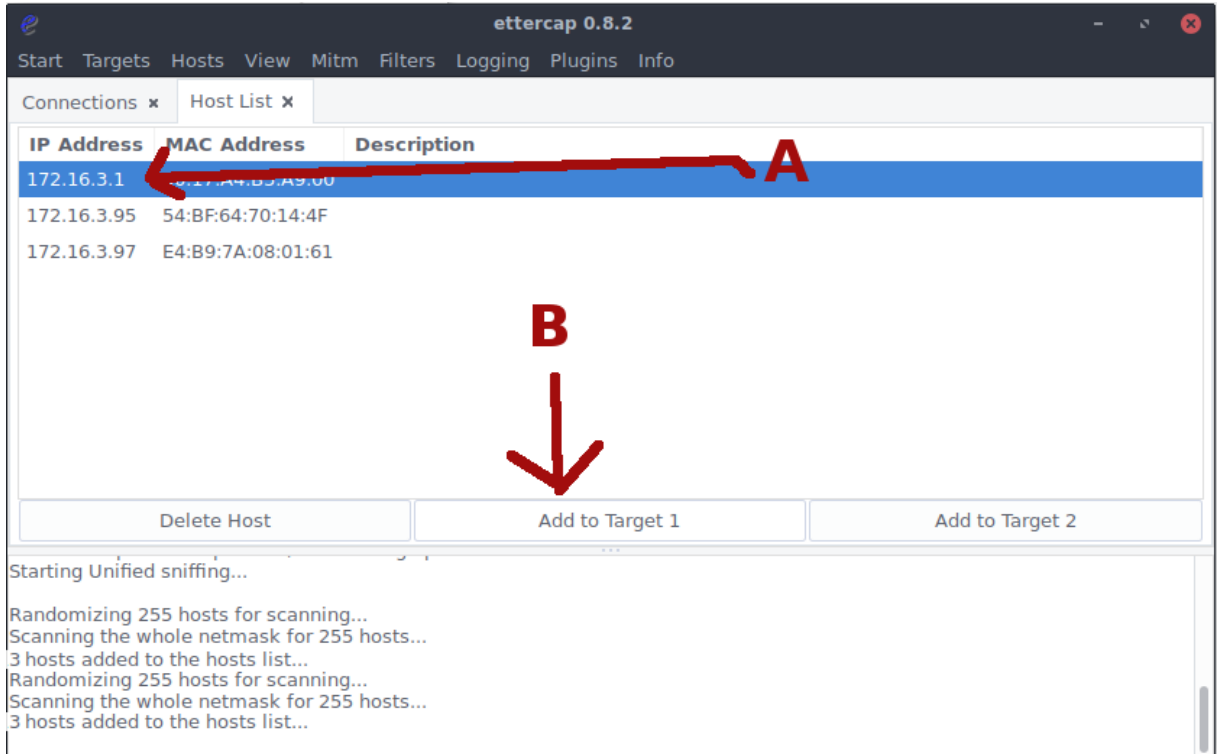 ettercap 0.8.2
Start Targets Hosts View Mitm Filters Logging Plugins Info
Connections × Host List ×
IP Address MAC Address Description
A
172.16.3.1
172.16.3.95 54:BF:64:70:14:4F
172.16.3.97 E4:B9:7A:08:01:61
B
Delete Host Add to Target 1 Add to Target 2
Starting Unified sniffing...
Randomizing 255 hosts for scanning...
Scanning the whole netmask for 255 hosts...
3 hosts added to the hosts list...
Randomizing 255 hosts for scanning...
Scanning the whole netmask for 255 hosts...
3 hosts added to the hosts list...